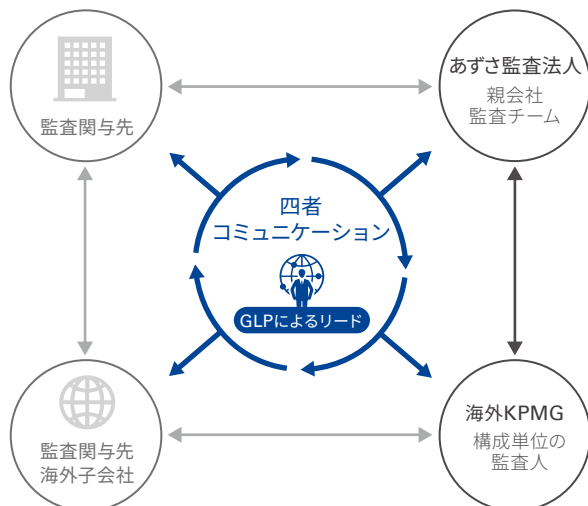 監査関与先
あずさ監査法人
親会社
監査チーム
四者
コミュニケーション
GLPによるリード
監査関与先
海外子会社
海外KPMG
構成単位の
監査人